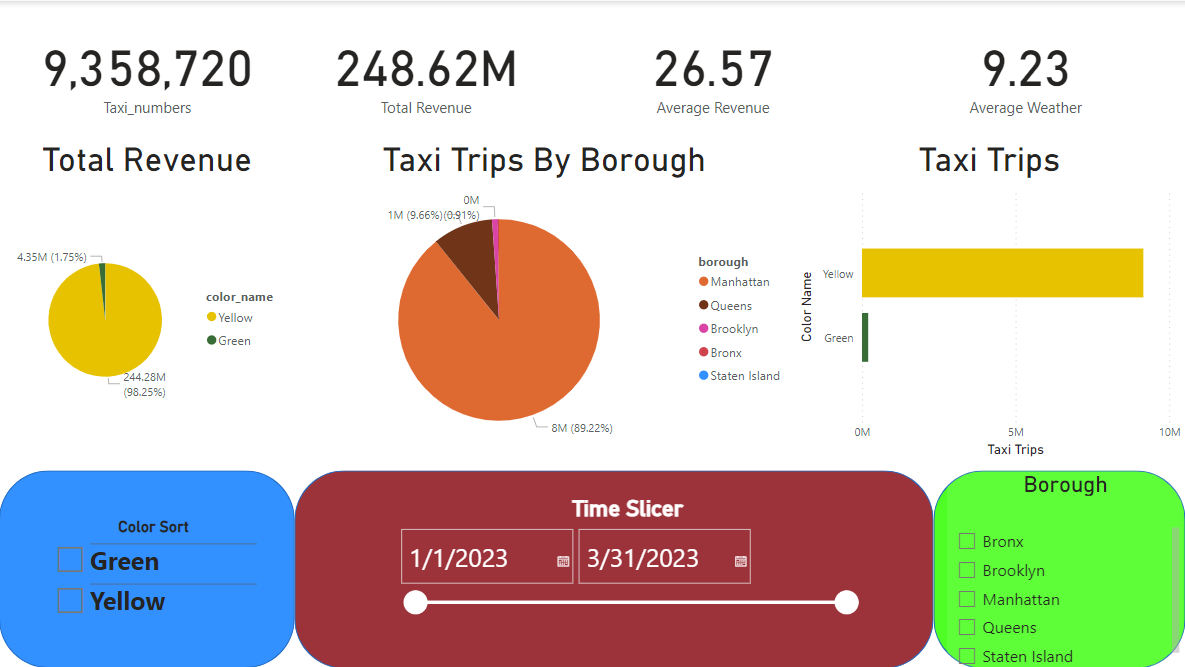 9,358,720
Taxi_numbers
248.62M
Total Revenue
26.57
Average Revenue
9.23
Average Weather
Total Revenue
4.35M (1.75%)
244.28M
(98.25%)
color_name
Yellow
Green
Taxi Trips By Borough
0M
(0.91%)
1M (9.66%)
8M (89.22%)
borough
Manhattan
Queens
Brooklyn
Bronx
Staten Island
Taxi Trips
Color Name
Yellow
Green
0M
5M
10M
Taxi Trips
Color Sort
Green
Yellow
Time Slicer
1/1/2023
3/31/2023
Borough
Bronx
Brooklyn
Manhattan
Queens
Staten Island